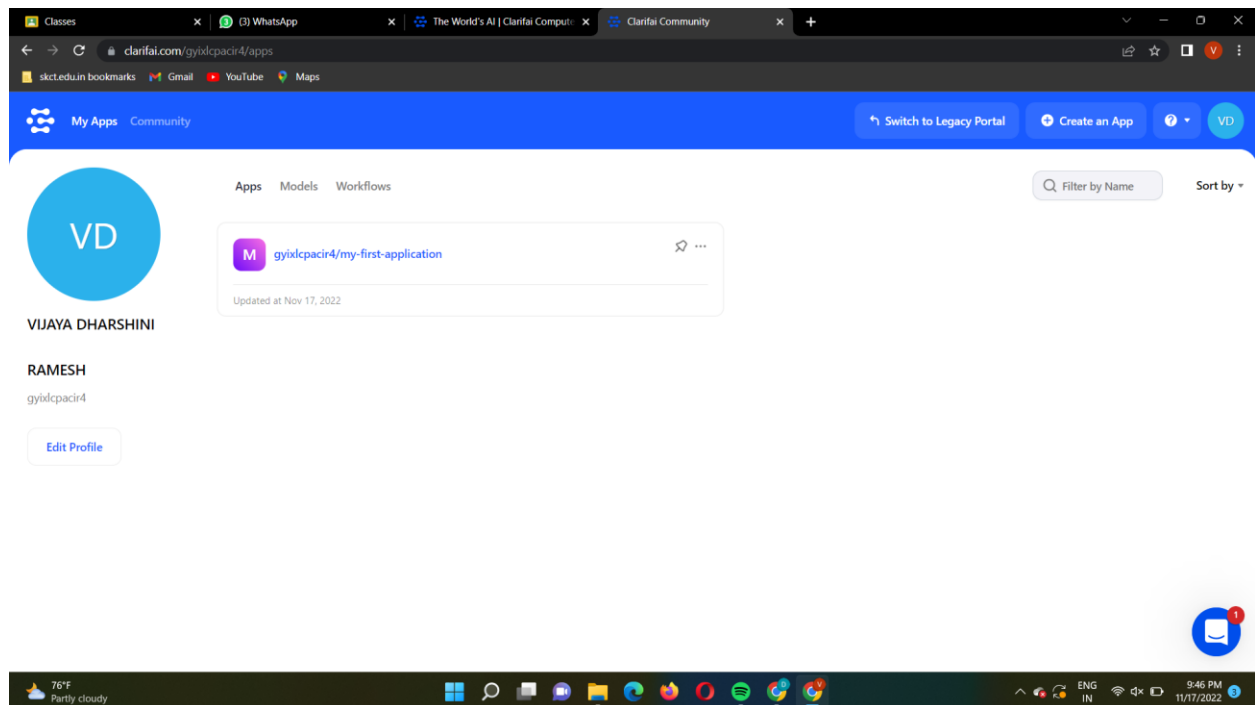 Classes
3 (3) WhatsApp
The World's AI | Clarifai Compute
Clarifai Community
clarifai.com/gyixlcpacir4/apps
V
skct.edu.in bookmarks Gmail YouTube Maps
My Apps Community
Switch to Legacy Portal
Create an App
VD
VD
Apps Models Workflows
Filter by Name
Sort by
M gyixlcpacir4/my-first-application
Updated at Nov 17, 2022
VIJAYA DHARSHINI
RAMESH
gyixlcpacir4
Edit Profile
1
76°F
Partly cloudy
ENG
IN
9:46 PM
11/17/2022
3